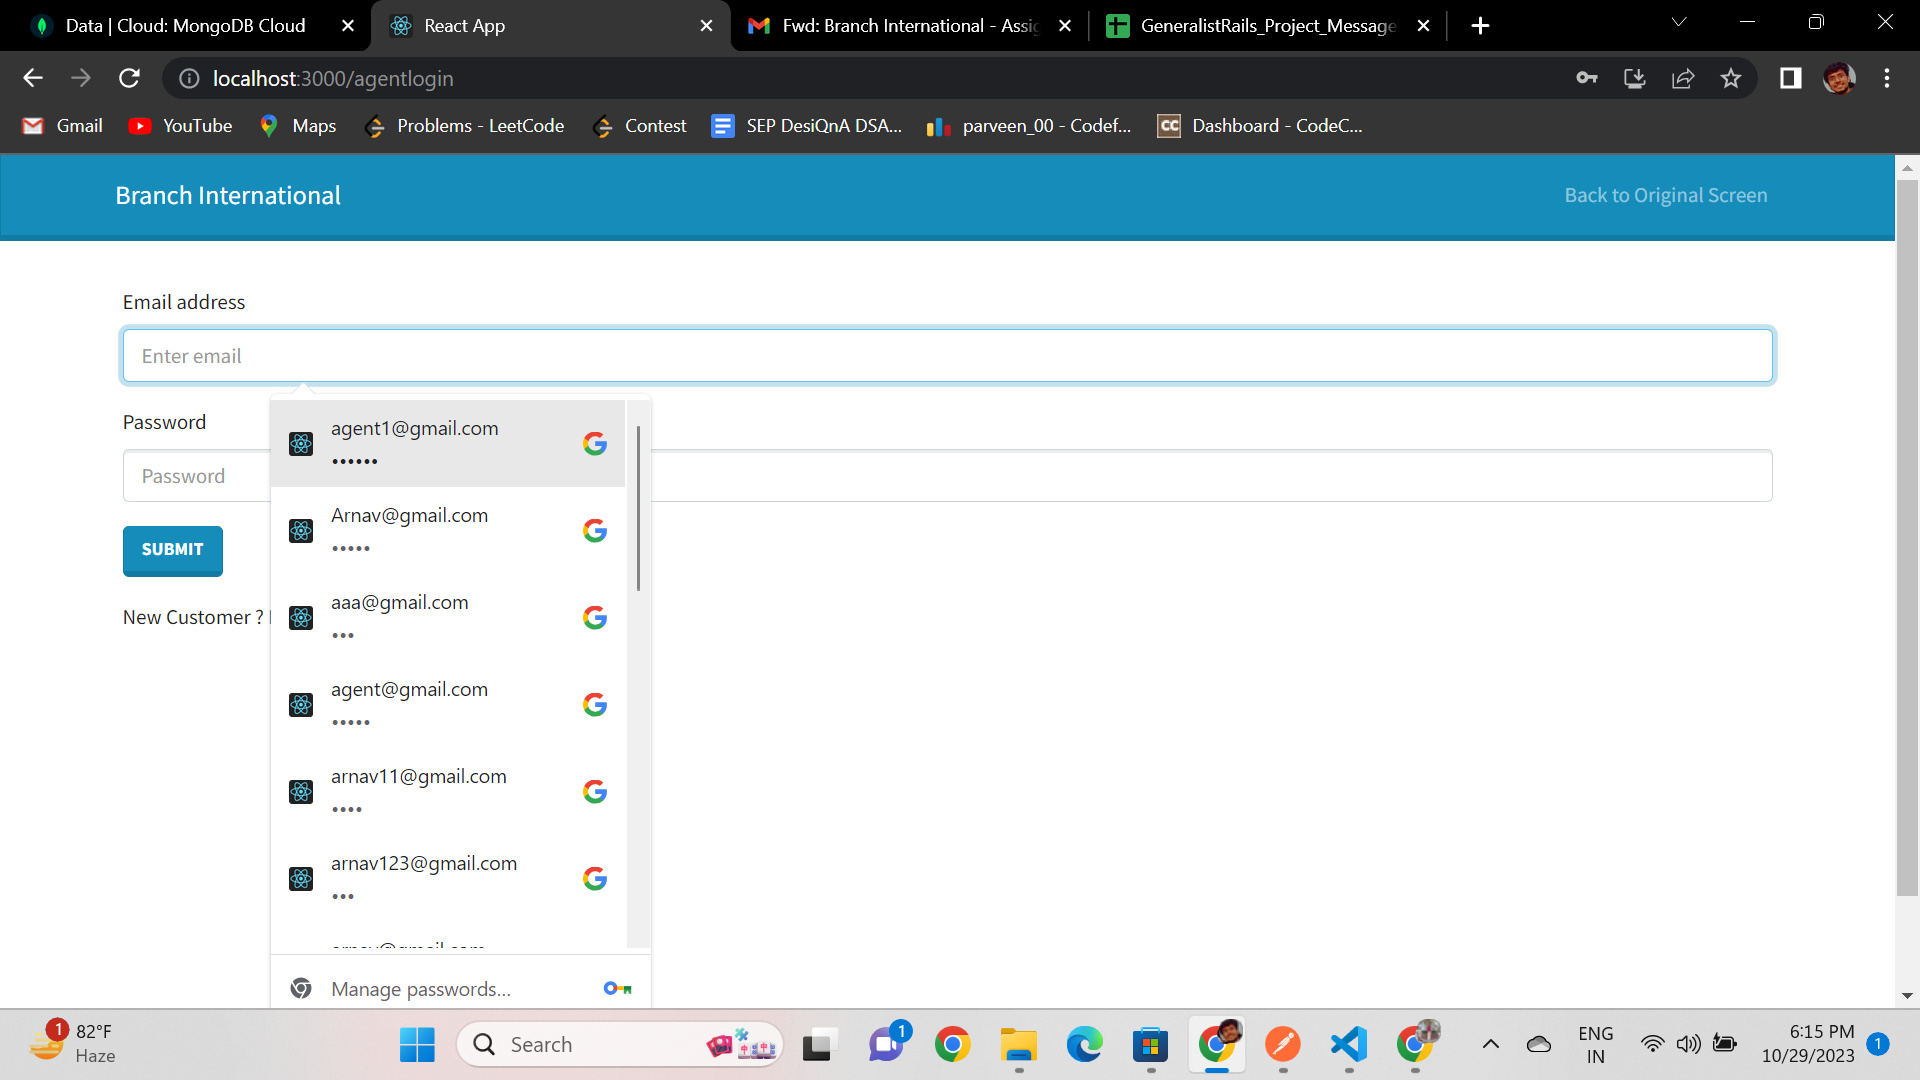 Data | Cloud: MongoDB Cloud
React App
Fwd: Branch International - Assig
GeneralistRails_Project_Message
localhost:3000/agentlogin
Gmail
YouTube
Maps
Problems - LeetCode
Contest
SEP DesiQnA DSA...
parveen_00 - Codef...
CC
Dashboard - CodeC...
Branch International
Back to Original Screen
Email address
Enter email
Password
Password
SUBMIT
New Customer ?
agent1@gmail.com
••••••
Arnav@gmail.com
•••••
aaa@gmail.com
•••
agent@gmail.com
•••••
arnav11@gmail.com
••••
arnav123@gmail.com
•••
Manage passwords...
1
82°F
Haze
Search
1
ENG
IN
6:15 PM
10/29/2023
1